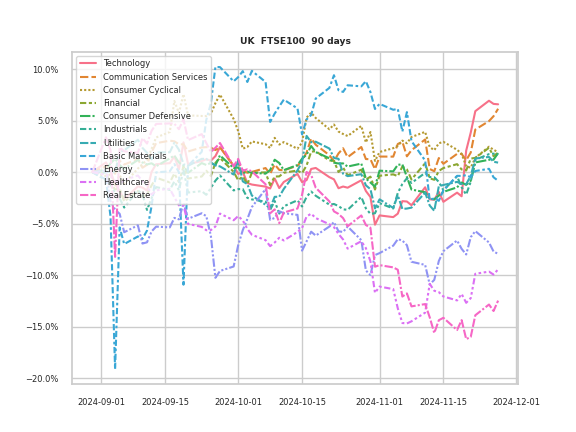 UK FTSE100 90 days
10.0%
5.0%
0.0%
−5.0%
−10.0%
−15.0%
−20.0%
Technology
Communication Services
Consumer Cyclical
Financial
Consumer Defensive
Industrials
Utilities
Basic Materials
Energy
Healthcare
Real Estate
2024-09-01 2024-09-15 2024-10-01 2024-10-15 2024-11-01 2024-11-15 2024-12-01